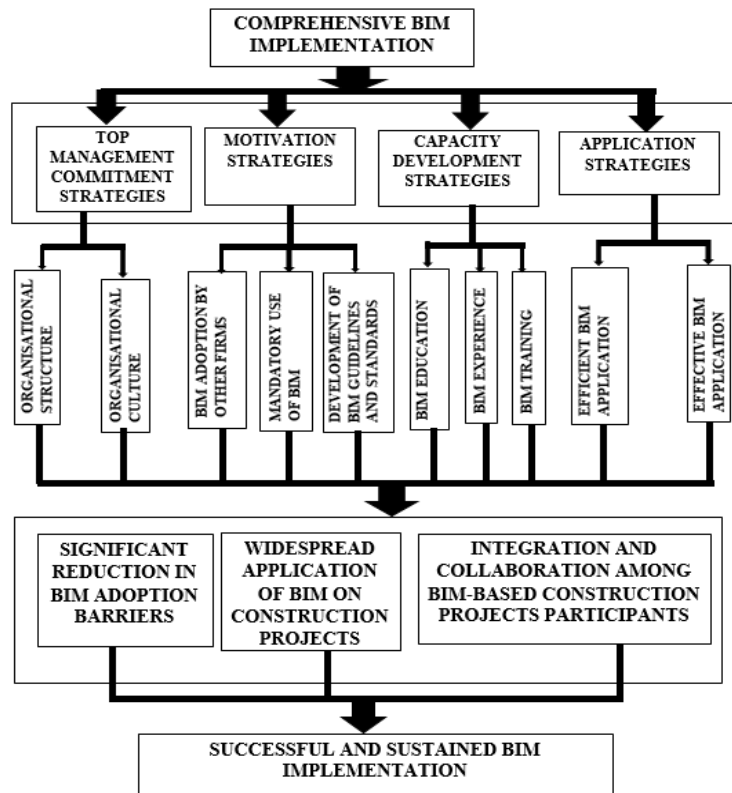 COMPREHENSIVE BIM
IMPLEMENTATION
TOP
MANAGEMENT
COMMITMENT
STRATEGIES
MOTIVATION
STRATEGIES
CAPACITY
DEVELOPMENT
STRATEGIES
APPLICATION
STRATEGIES
ORGANISATIONAL
STRUCTURE
ORGANISATIONAL
CULTURE
BIM ADOPTION BY
OTHER FIRMS
MANDATORY USE
OF BIM
DEVELOPMENT OF
BIM GUIDELINES
AND STANDARDS
BIM EDUCATION
BIM EXPERIENCE
BIM TRAINING
EFFICIENT BIM
APPLICATION
EFFECTIVE BIM
APPLICATION
SIGNIFICANT
REDUCTION IN
BIM ADOPTION
BARRIERS
WIDESPREAD
APPLICATION
OF BIM ON
CONSTRUCTION
PROJECTS
INTEGRATION AND
COLLABORATION AMONG
BIM-BASED CONSTRUCTION
PROJECTS PARTICIPANTS
SUCCESSFUL AND SUSTAINED BIM
IMPLEMENTATION